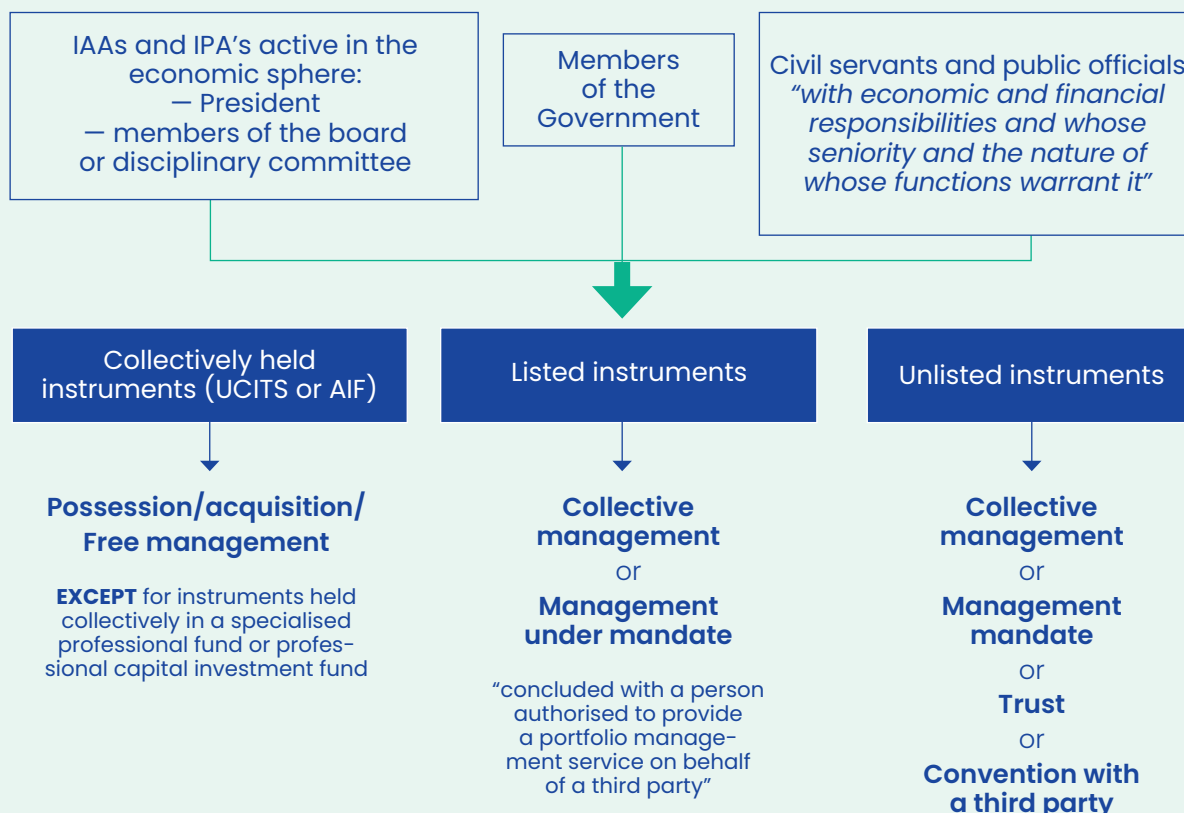 IAAs and IPA’s active in the
economic sphere:
— President
— members of the board
or disciplinary committee
Members
of the
Government
Civil servants and public officials
“with economic and financial
responsibilities and whose
seniority and the nature of
whose functions warrant it”
Collectively held
instruments (UCITS or AIF)
Listed instruments
Unlisted instruments
Possession/acquisition/
Free management
EXCEPT for instruments held
collectively in a specialised
professional fund or profes-
sional capital investment fund
Collective
management
or
Management
under mandate
“concluded with a person
authorised to provide
a portfolio manage-
ment service on behalf
of a third party”
Collective
management
or
Management
mandate
or
Trust
or
Convention with
a third party